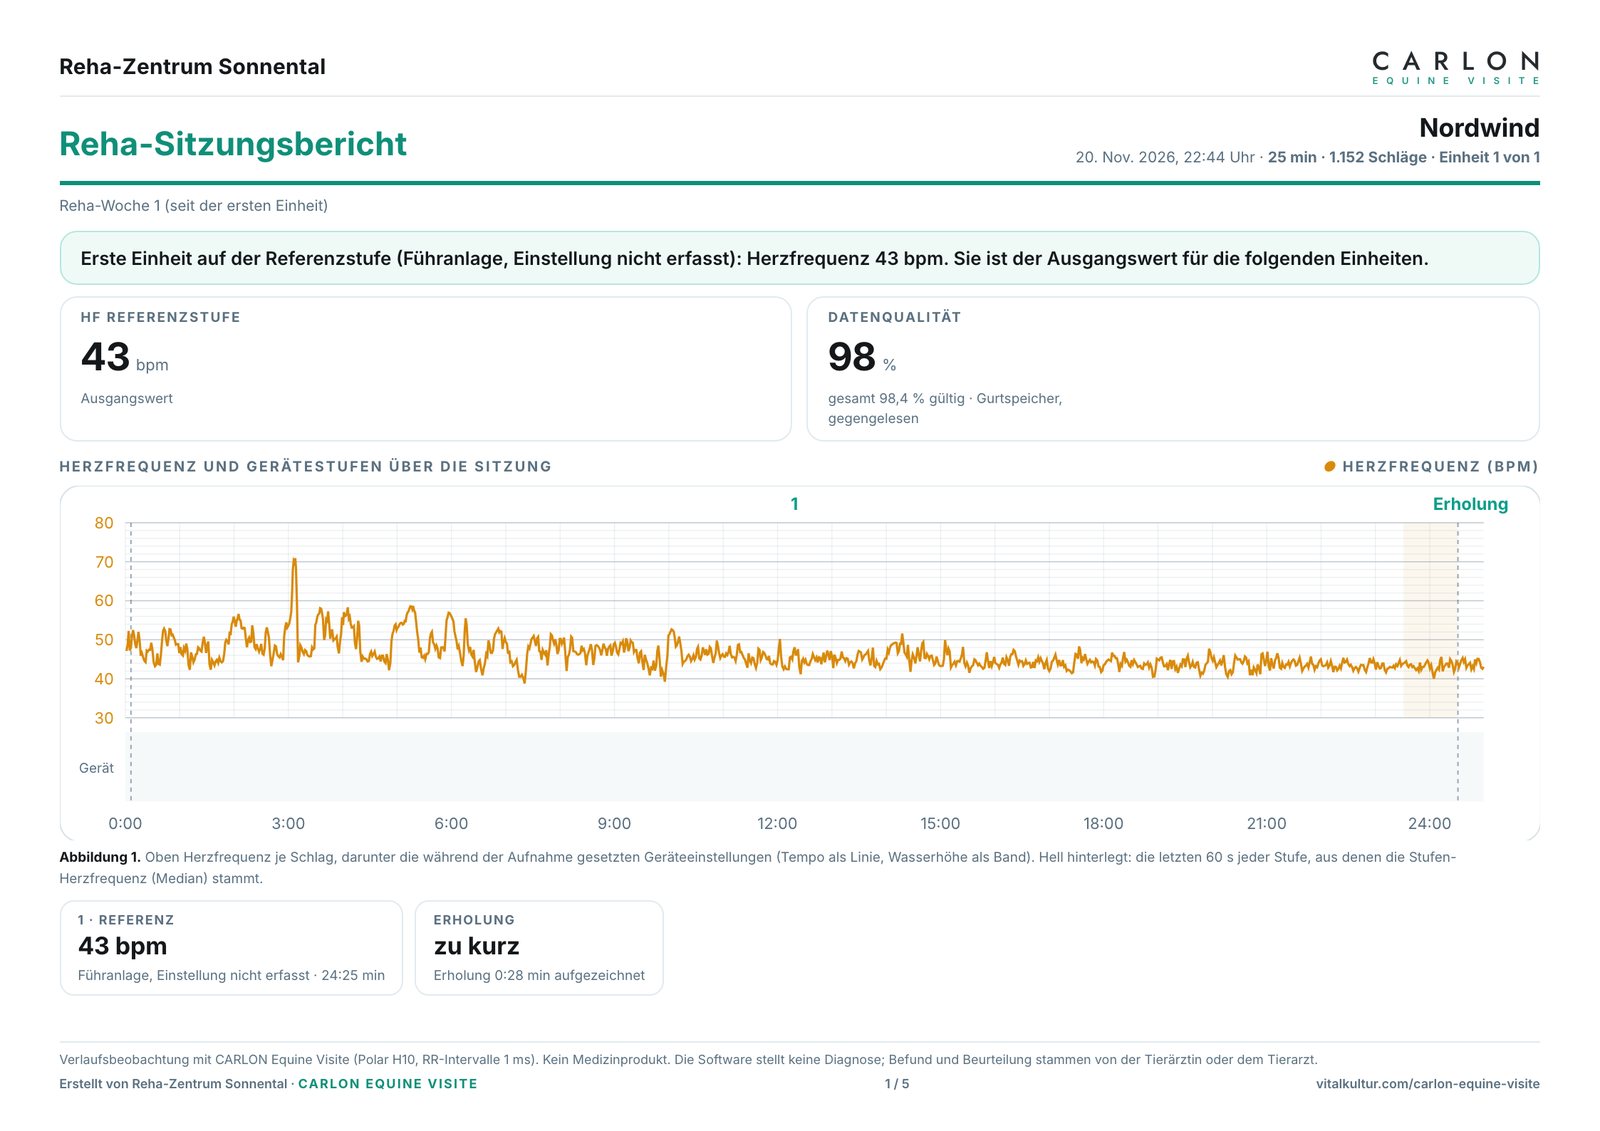 Reha-Zentrum Sonnental
CARLON
EQUINE VISITE
Reha-Sitzungsbericht
Nordwind
20. Nov. 2026, 22:44 Uhr · 25 min · 1.152 Schläge · Einheit 1 von 1
Reha-Woche 1 (seit der ersten Einheit)
Erste Einheit auf der Referenzstufe (Führanlage, Einstellung nicht erfasst): Herzfrequenz 43 bpm. Sie ist der Ausgangswert für die folgenden Einheiten.
HF REFERENZSTUFE
43 bpm
Ausgangswert
DATENQUALITÄT
98 %
gesamt 98,4 % gültig · Gurtspeicher,
gegengelesen
HERZFREQUENZ UND GERÄTESTUFEN ÜBER DIE SITZUNG
HERZFREQUENZ (BPM)
1
Erholung
80
70
60
50
40
30
Gerät
0:00 3:00 6:00 9:00 12:00 15:00 18:00 21:00 24:00
Abbildung 1. Oben Herzfrequenz je Schlag, darunter die während der Aufnahme gesetzten Geräteeinstellungen (Tempo als Linie, Wasserhöhe als Band). Hell hinterlegt: die letzten 60 s jeder Stufe, aus denen die Stufen-
Herzfrequenz (Median) stammt.
1 · REFERENZ
43 bpm
Führanlage, Einstellung nicht erfasst · 24:25 min
ERHOLUNG
zu kurz
Erholung 0:28 min aufgezeichnet
Verlaufsbeobachtung mit CARLON Equine Visite (Polar H10, RR-Intervalle 1 ms). Kein Medizinprodukt. Die Software stellt keine Diagnose; Befund und Beurteilung stammen von der Tierärztin oder dem Tierarzt.
Erstellt von Reha-Zentrum Sonnental · CARLON EQUINE VISITE
1 / 5
vitalkultur.com/carlon-equine-visite